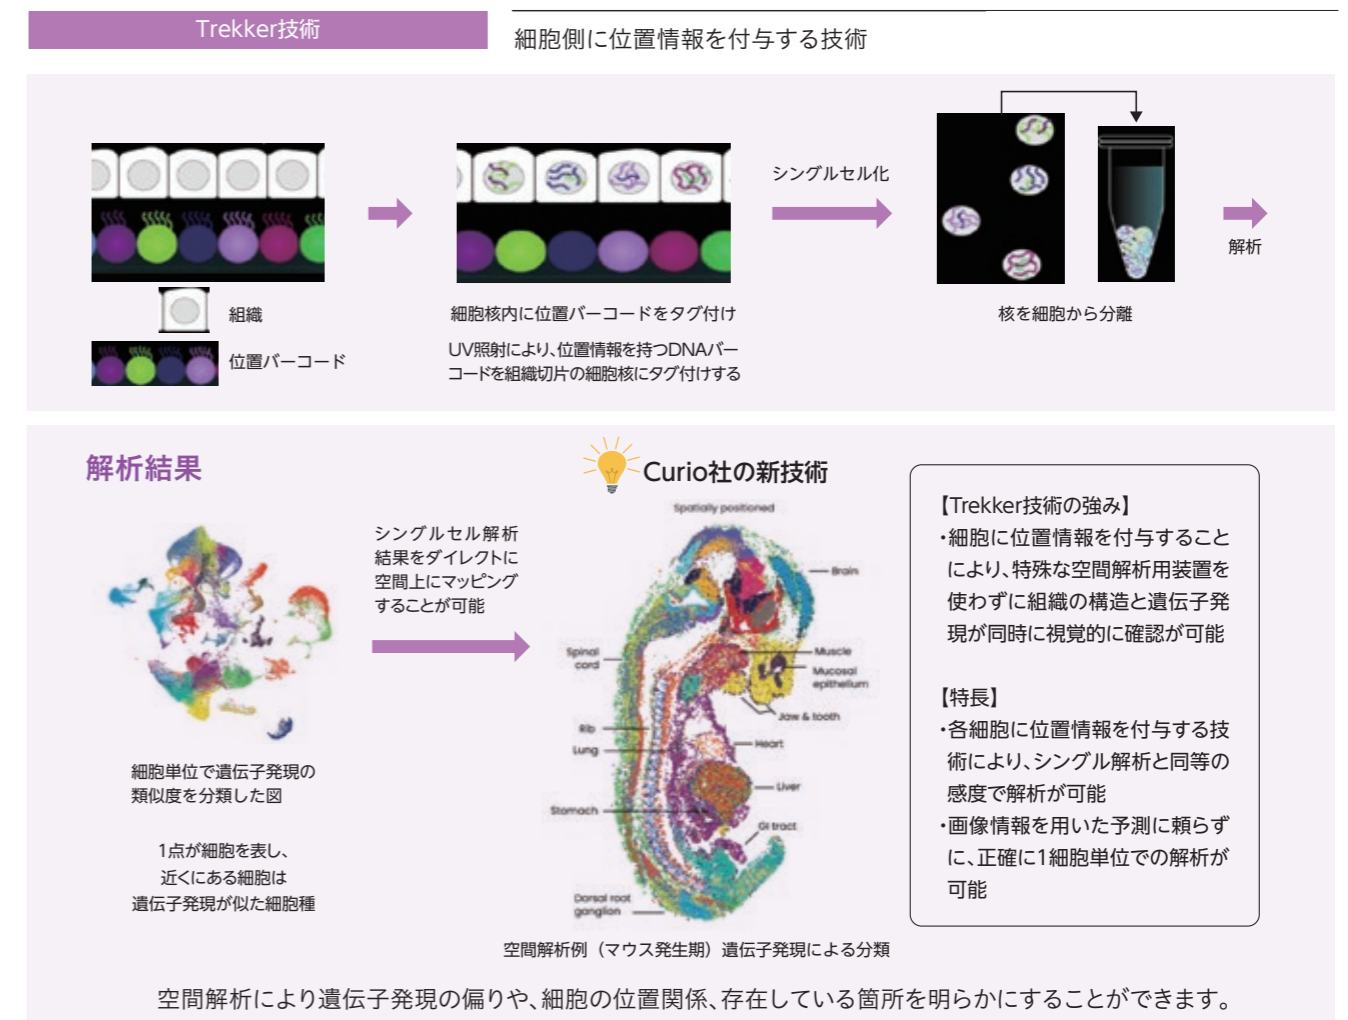 Trekker技術
細胞側に位置情報を付与する技術
シングルセル化
解析
組織
位置バーコード
細胞核内に位置バーコードをタグ付け
UV照射により、位置情報を持つDNAバー
コードを組織切片の細胞核にタグ付けする
核を細胞から分離
解析結果
シングルセル解析
結果をダイレクトに
空間上にマッピング
することが可能
細胞単位で遺伝子発現の
類似度を分類した図
1点が細胞を表し、
近くにある細胞は
遺伝子発現が似た細胞種
Curio社の新技術
Spatially positioned
Brain
Spinal
cord
Muscle
Mucosal
epithelium
Jaw & tooth
Rib
Lung
Heart
Liver
Stomach
GI tract
Dorsal root
ganglion
空間解析例（マウス発生期）遺伝子発現による分類
【Trekker技術の強み】
・細胞に位置情報を付与すること
により、特殊な空間解析用装置を
使わずに組織の構造と遺伝子発
現が同時に視覚的に確認が可能
【特長】
・各細胞に位置情報を付与する技
術により、シングル解析と同等の
感度で解析が可能
・画像情報を用いた予測に頼らず
に、正確に1細胞単位での解析が
可能
空間解析により遺伝子発現の偏りや、細胞の位置関係、存在している箇所を明らかにすることができます。